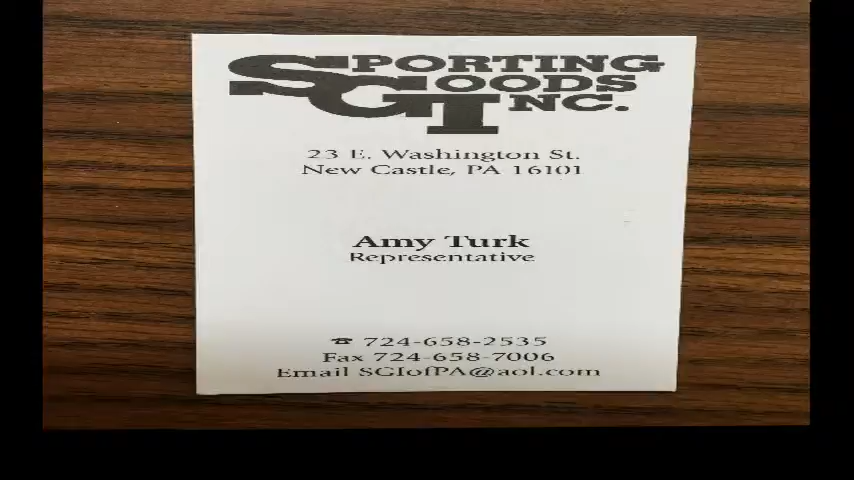 SPORTING
GOODS
INC.
23 E. Washington St.
New Castle, PA 16101
Amy Turk
Representative
☎ 724-658-2535
Fax 724-658-7006
Email SGIofPA@aol.com